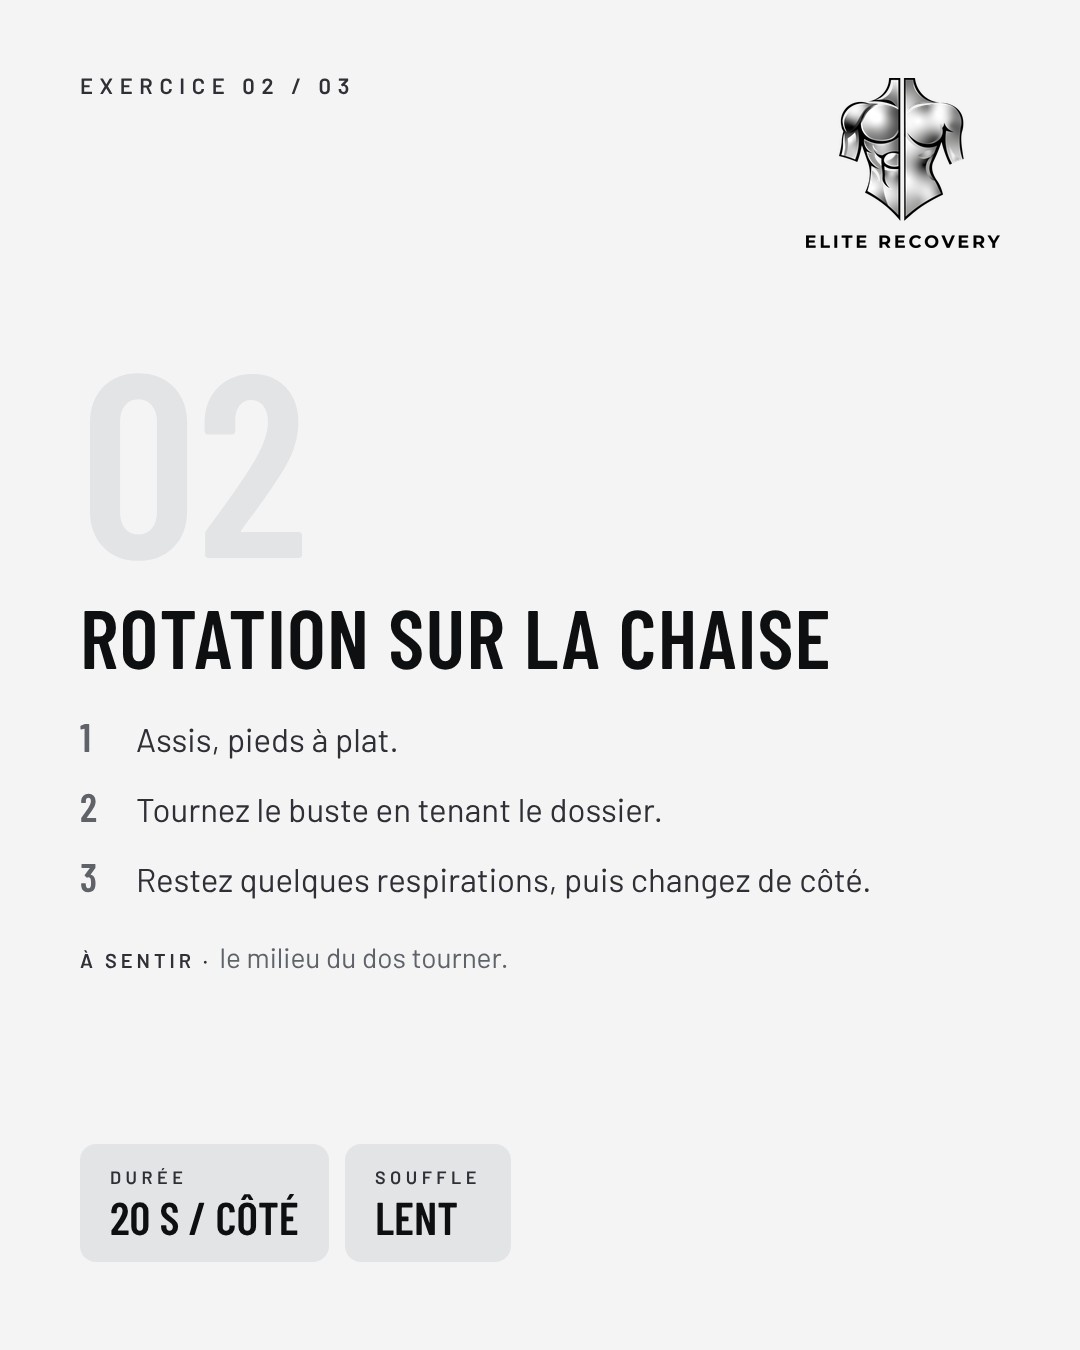 EXERCICE 02 / 03
ELITE RECOVERY
02
ROTATION SUR LA CHAISE
1 Assis, pieds à plat.
2 Tournez le buste en tenant le dossier.
3 Restez quelques respirations, puis changez de côté.
À SENTIR · le milieu du dos tourner.
DURÉE
20 S / CÔTÉ
SOUFFLE
LENT